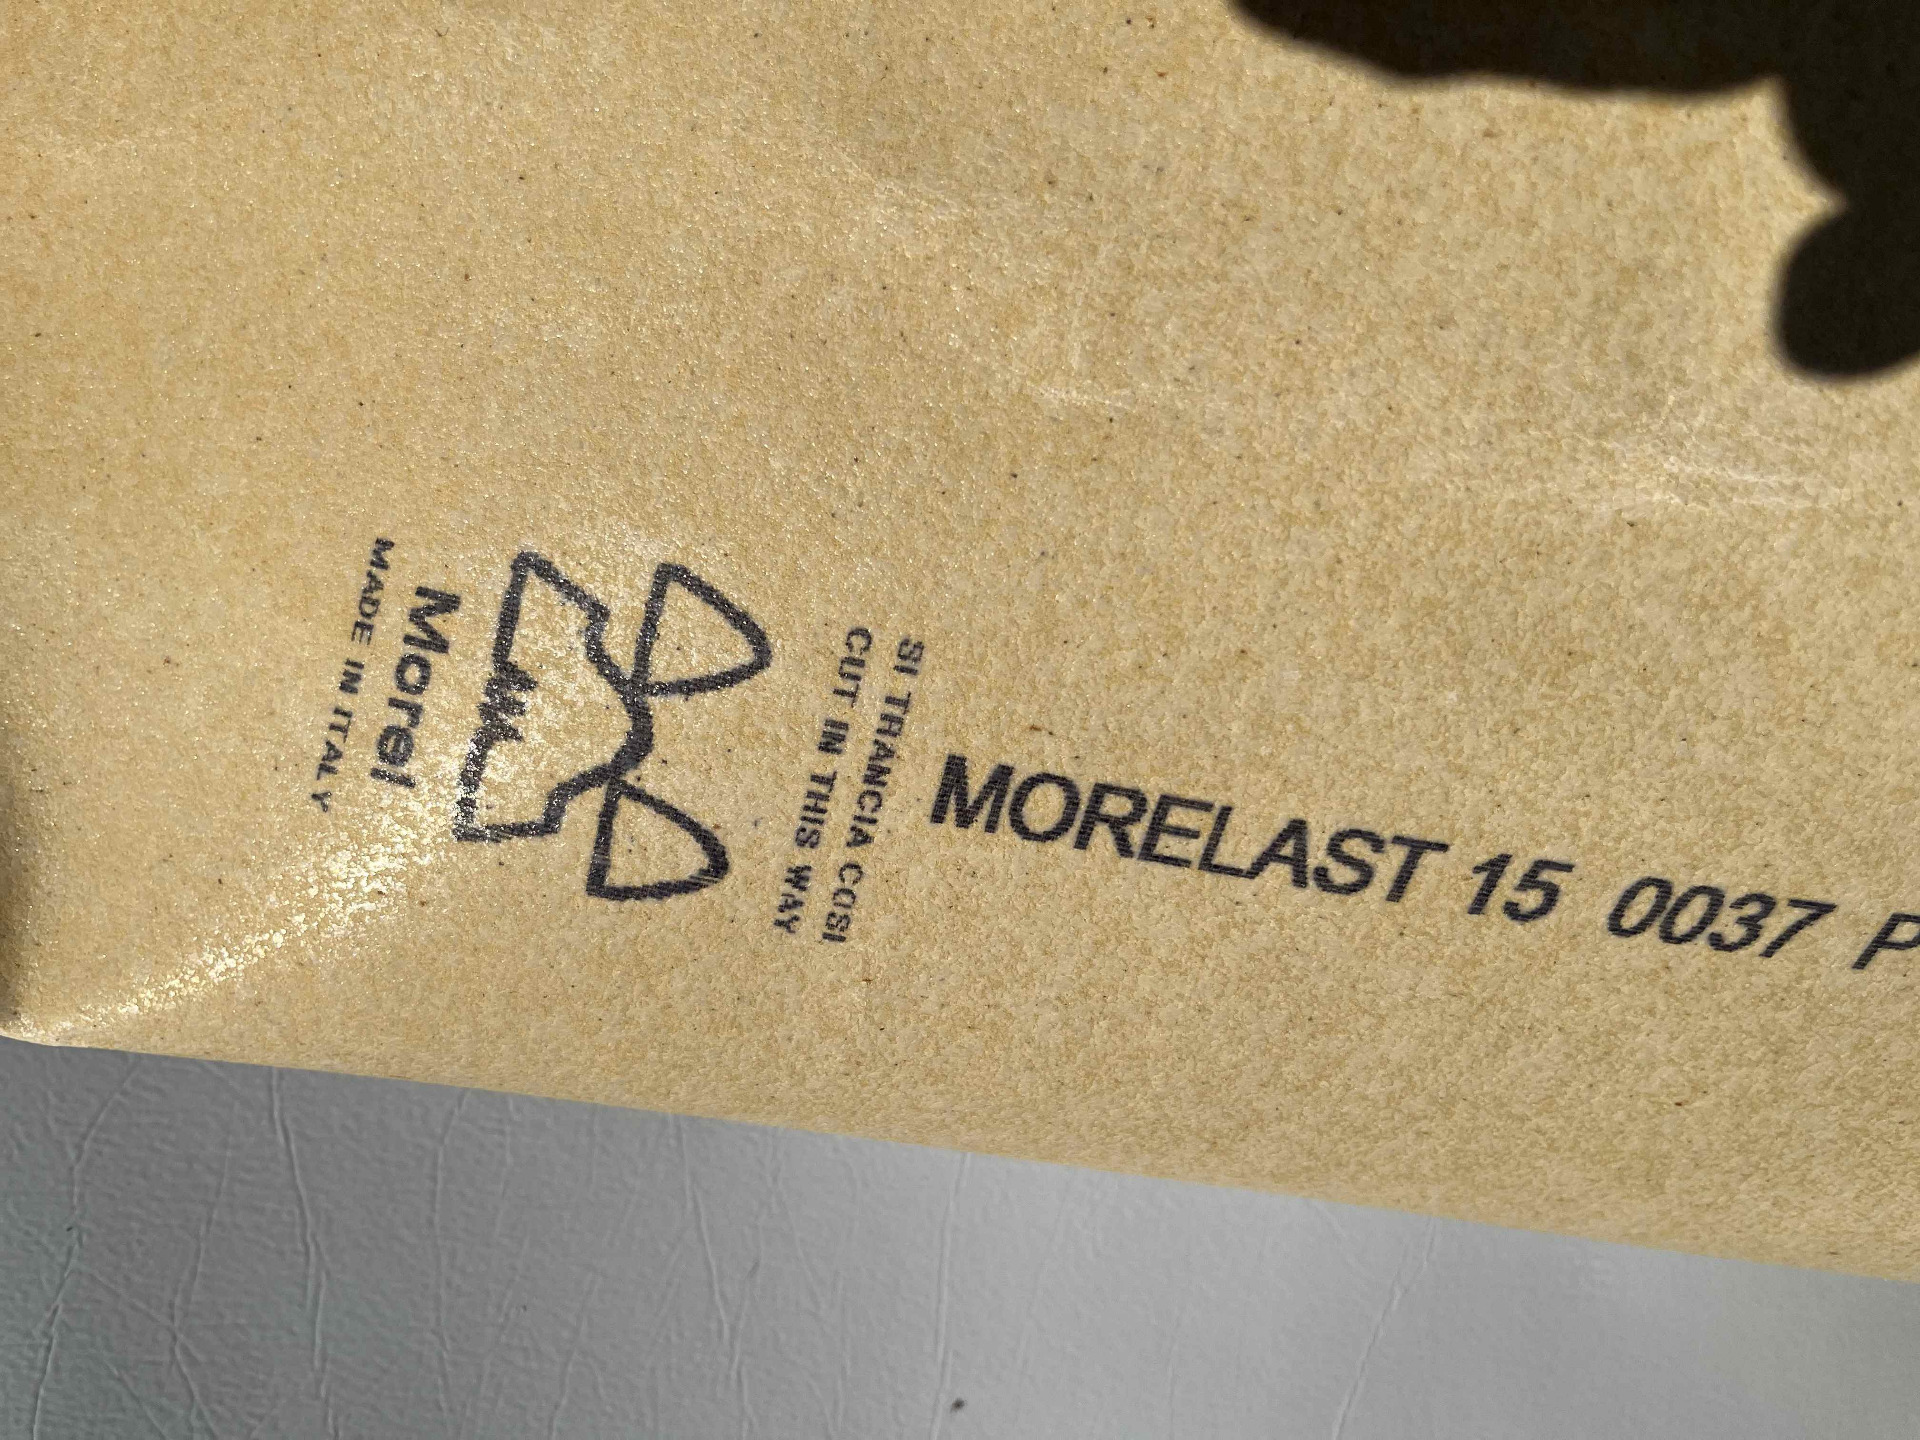 SI TRANCIA COSI
CUT IN THIS WAY
Morel
MADE IN ITALY
MORELAST 15 0037 P